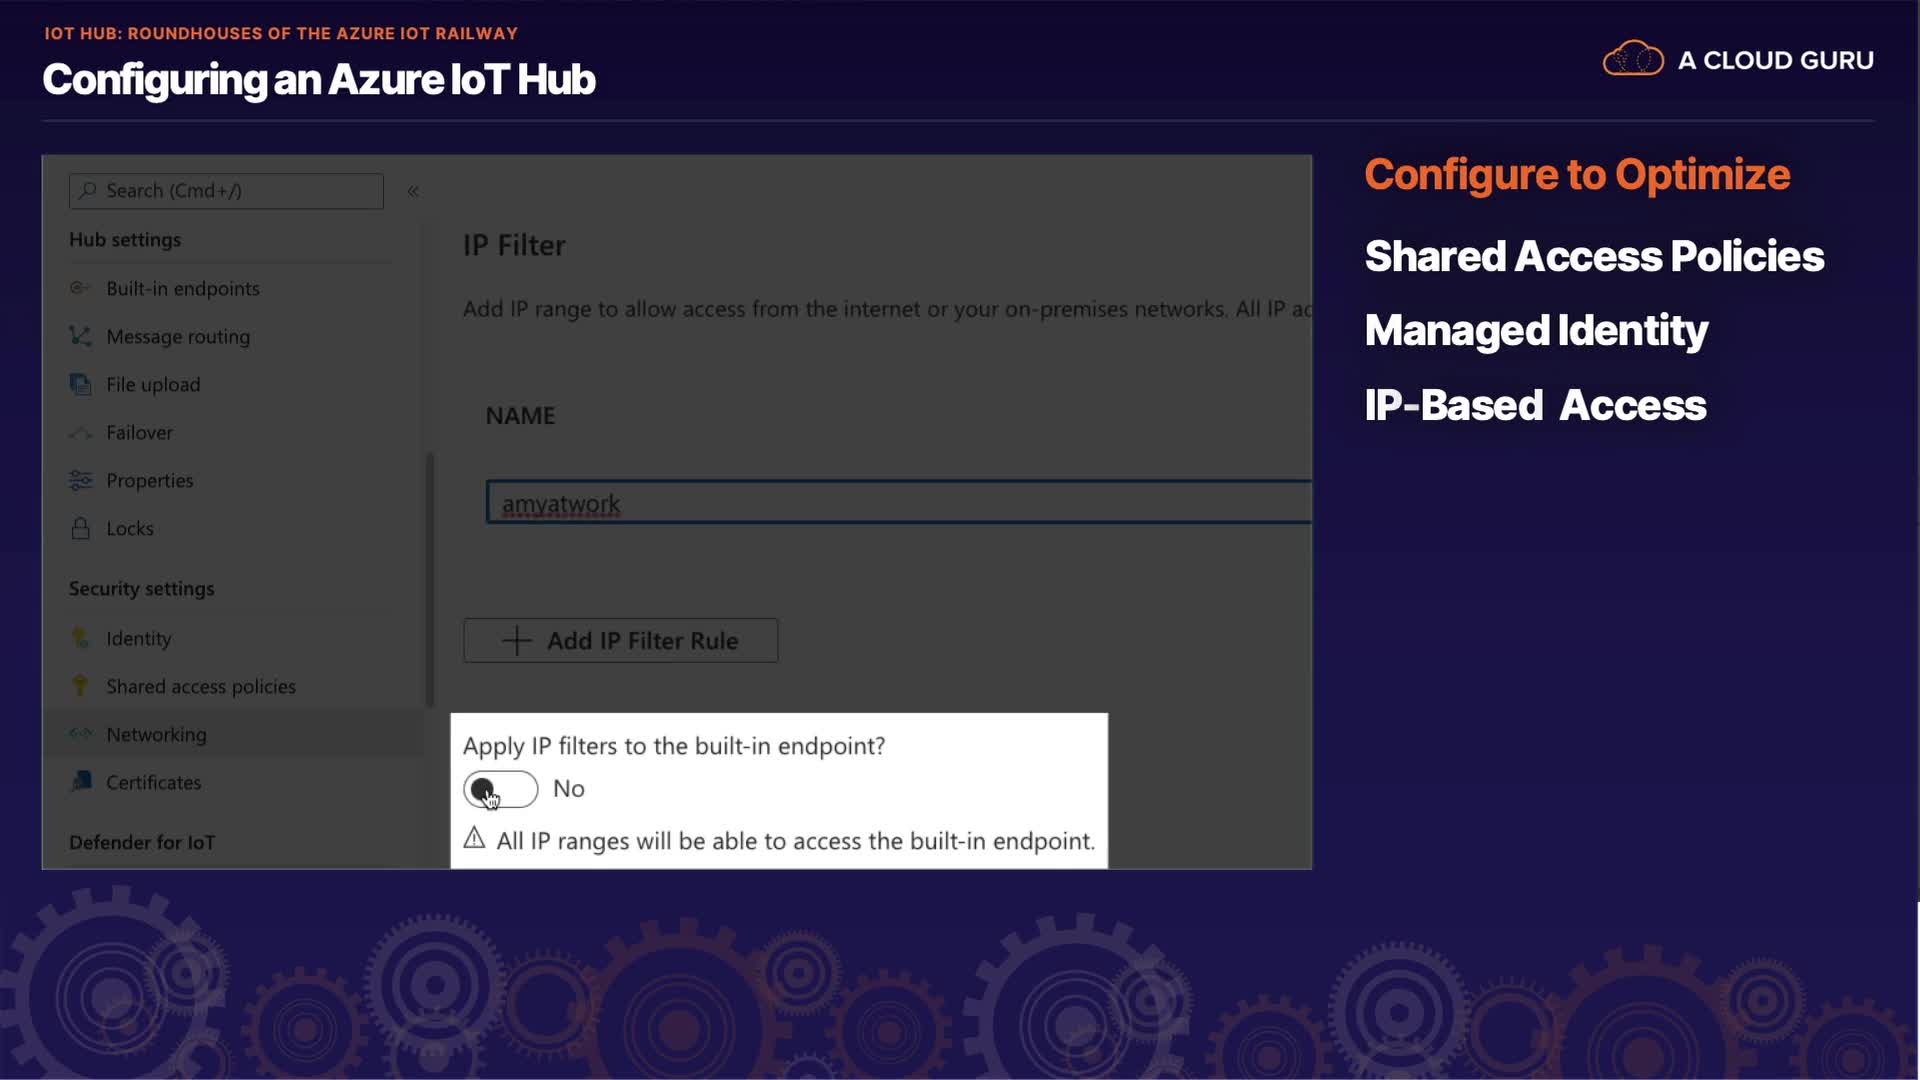 IOT HUB: ROUNDHOUSES OF THE AZURE IOT RAILWAY
Configuring an Azure IoT Hub
A CLOUD GURU
Search (Cmd+/)
«
Hub settings
Built-in endpoints
Message routing
File upload
Failover
Properties
Locks
Security settings
Identity
Shared access policies
Networking
Certificates
Defender for IoT
IP Filter
Add IP range to allow access from the internet or your on-premises networks. All IP
NAME
amyatwork
Add IP Filter Rule
Apply IP filters to the built-in endpoint?
No
All IP ranges will be able to access the built-in endpoint.
Configure to Optimize
Shared Access Policies
Managed Identity
IP-Based Access